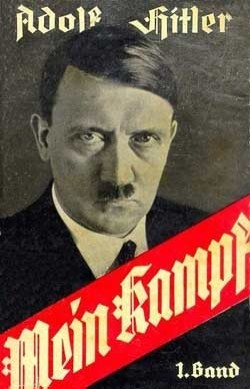 Adolf Hitler
Mein Kampf
1. Band